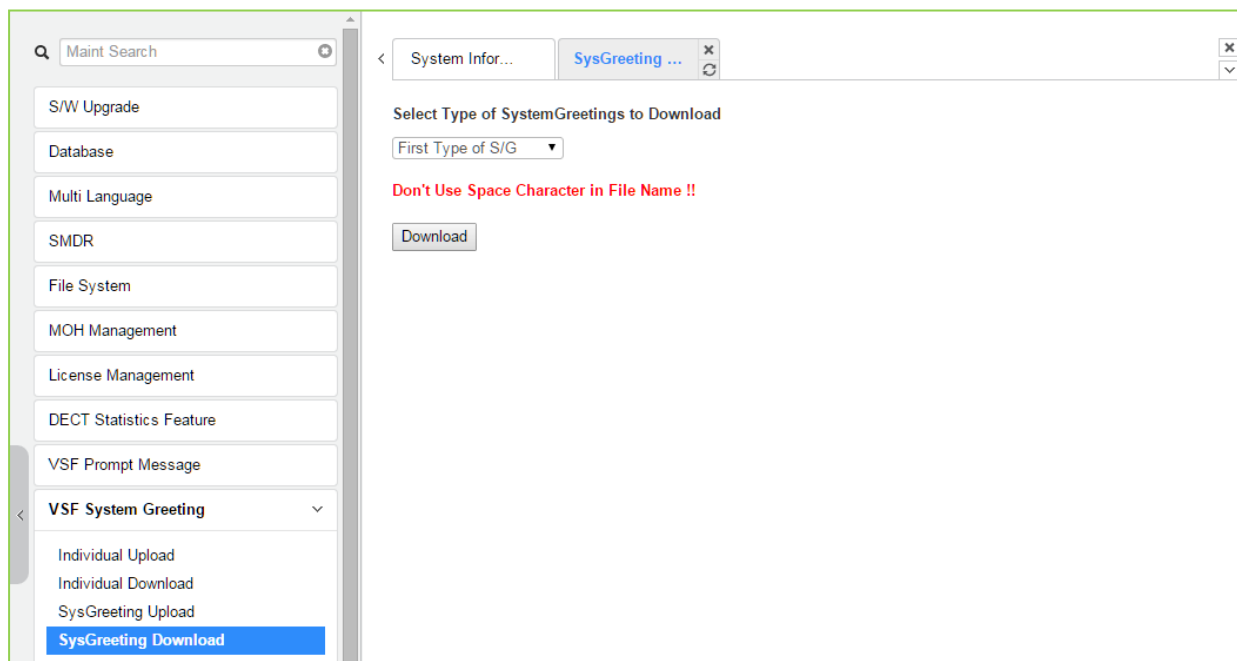 Maint Search
S/W Upgrade
Database
Multi Language
SMDR
File System
MOH Management
License Management
DECT Statistics Feature
VSF Prompt Message
VSF System Greeting
Individual Upload
Individual Download
SysGreeting Upload
SysGreeting Download
System Infor...
SysGreeting ...
Select Type of SystemGreetings to Download
First Type of S/G
Don't Use Space Character in File Name !!
Download